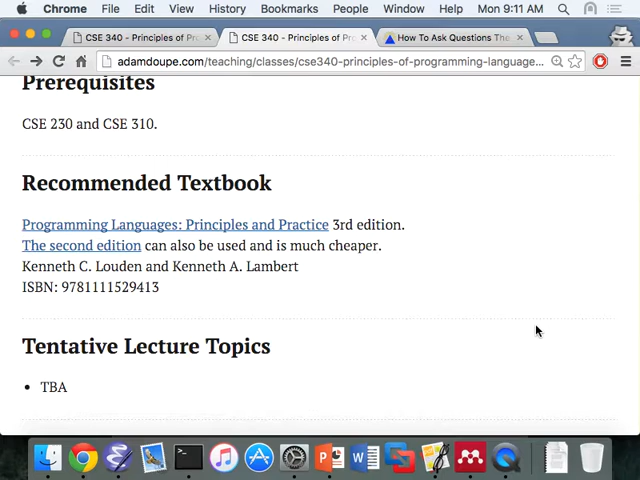 Chrome File Edit View History Bookmarks People Window Help Mon 9:11 AM
CSE 340 - Principles of Pro
CSE 340 - Principles of Pro
How To Ask Questions The
adamdoupe.com/teaching/classes/cse340-principles-of-programming-language...
Prerequisites
CSE 230 and CSE 310.
Recommended Textbook
Programming Languages: Principles and Practice 3rd edition.
The second edition can also be used and is much cheaper.
Kenneth C. Louden and Kenneth A. Lambert
ISBN: 9781111529413
Tentative Lecture Topics
• TBA